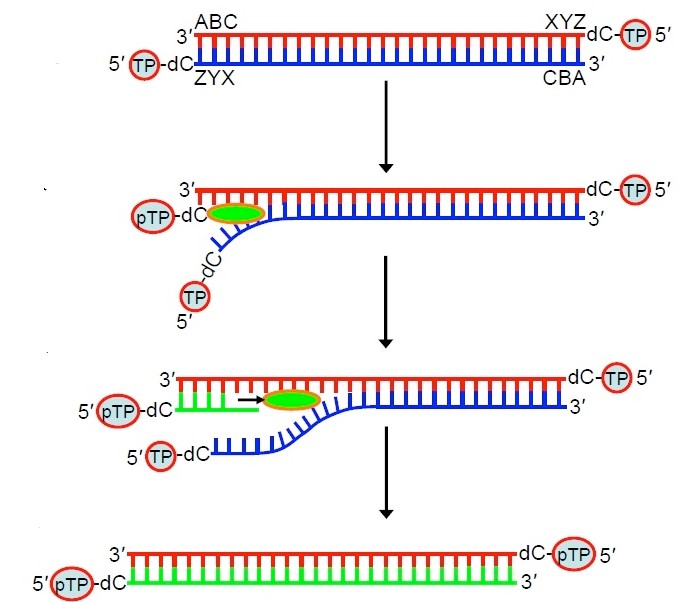 ABC XYZ
3′ dC-TP 5′
5′ TP-dC 3′
ZYX CBA
3′ dC-TP 5′
pTP-dC 3′
dC-
TP
5′
3′ dC-TP 5′
5′ pTP-dC 3′
5′ TP-dC
3′ dC-pTP 5′
5′ pTP-dC 3′